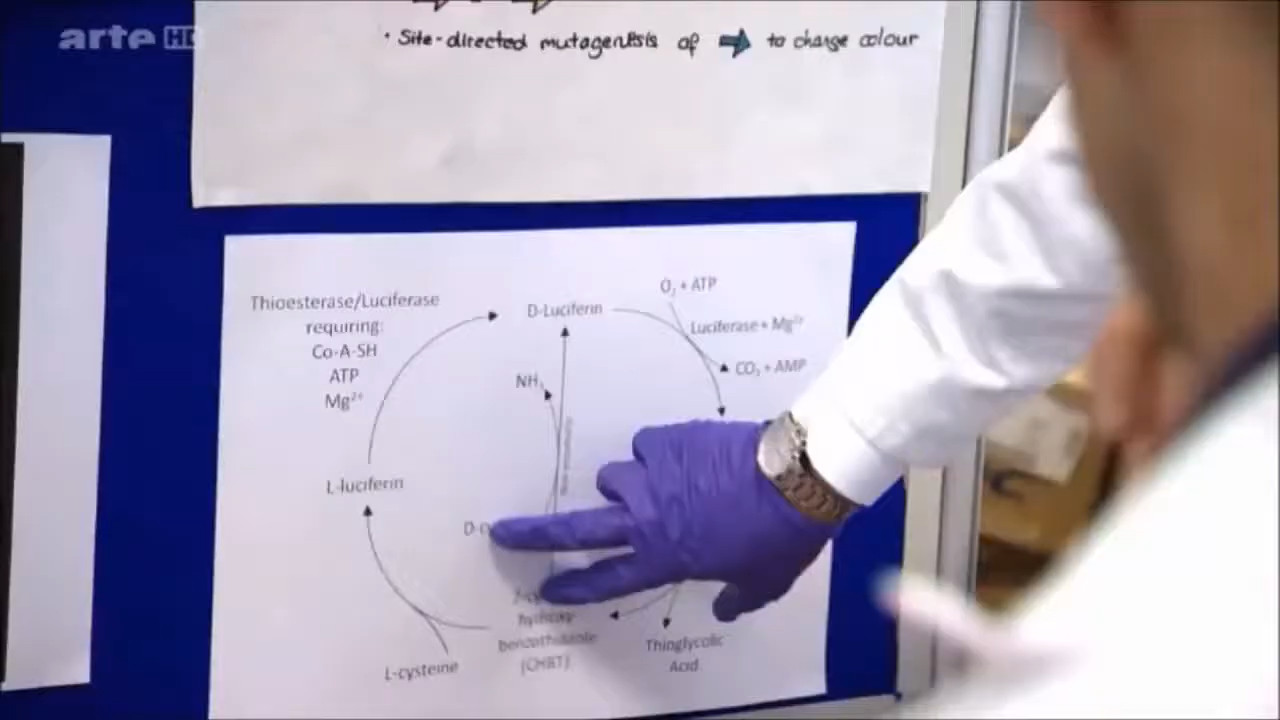 arte HD
• Site-directed mutagenesis of to change colour
Thioesterase/Luciferase
requiring:
Co-A-SH
ATP
Mg²⁺
D-Luciferin
O₂ + ATP
Luciferase + Mg²⁺
CO₂ + AMP
NH₃
L-luciferin
hydroxy-
benzothiazole
(CHBT)
L-cysteine
Thioglycolic
Acid